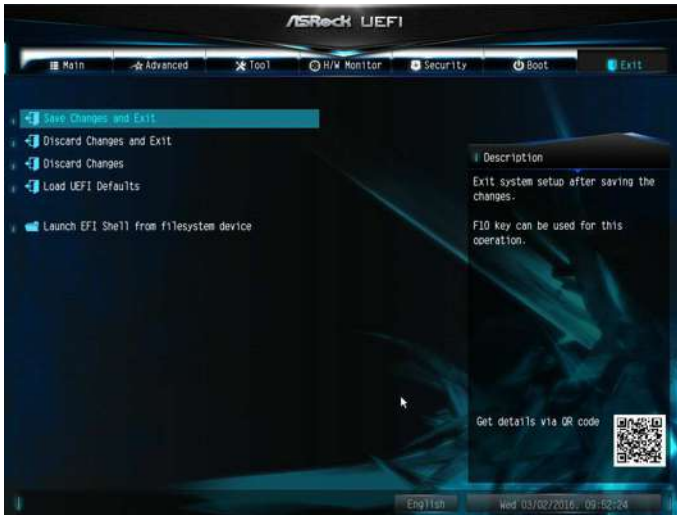 ASRock UEFI
Main Advanced Tool H/W Monitor Security Boot Exit
Save Changes and Exit
Discard Changes and Exit
Discard Changes
Load UEFI Defaults
Launch EFI Shell from filesystem device
Description
Exit system setup after saving the
changes.
F10 key can be used for this
operation.
Get details via QR code
English Wed 03/02/2016. 09:52:24